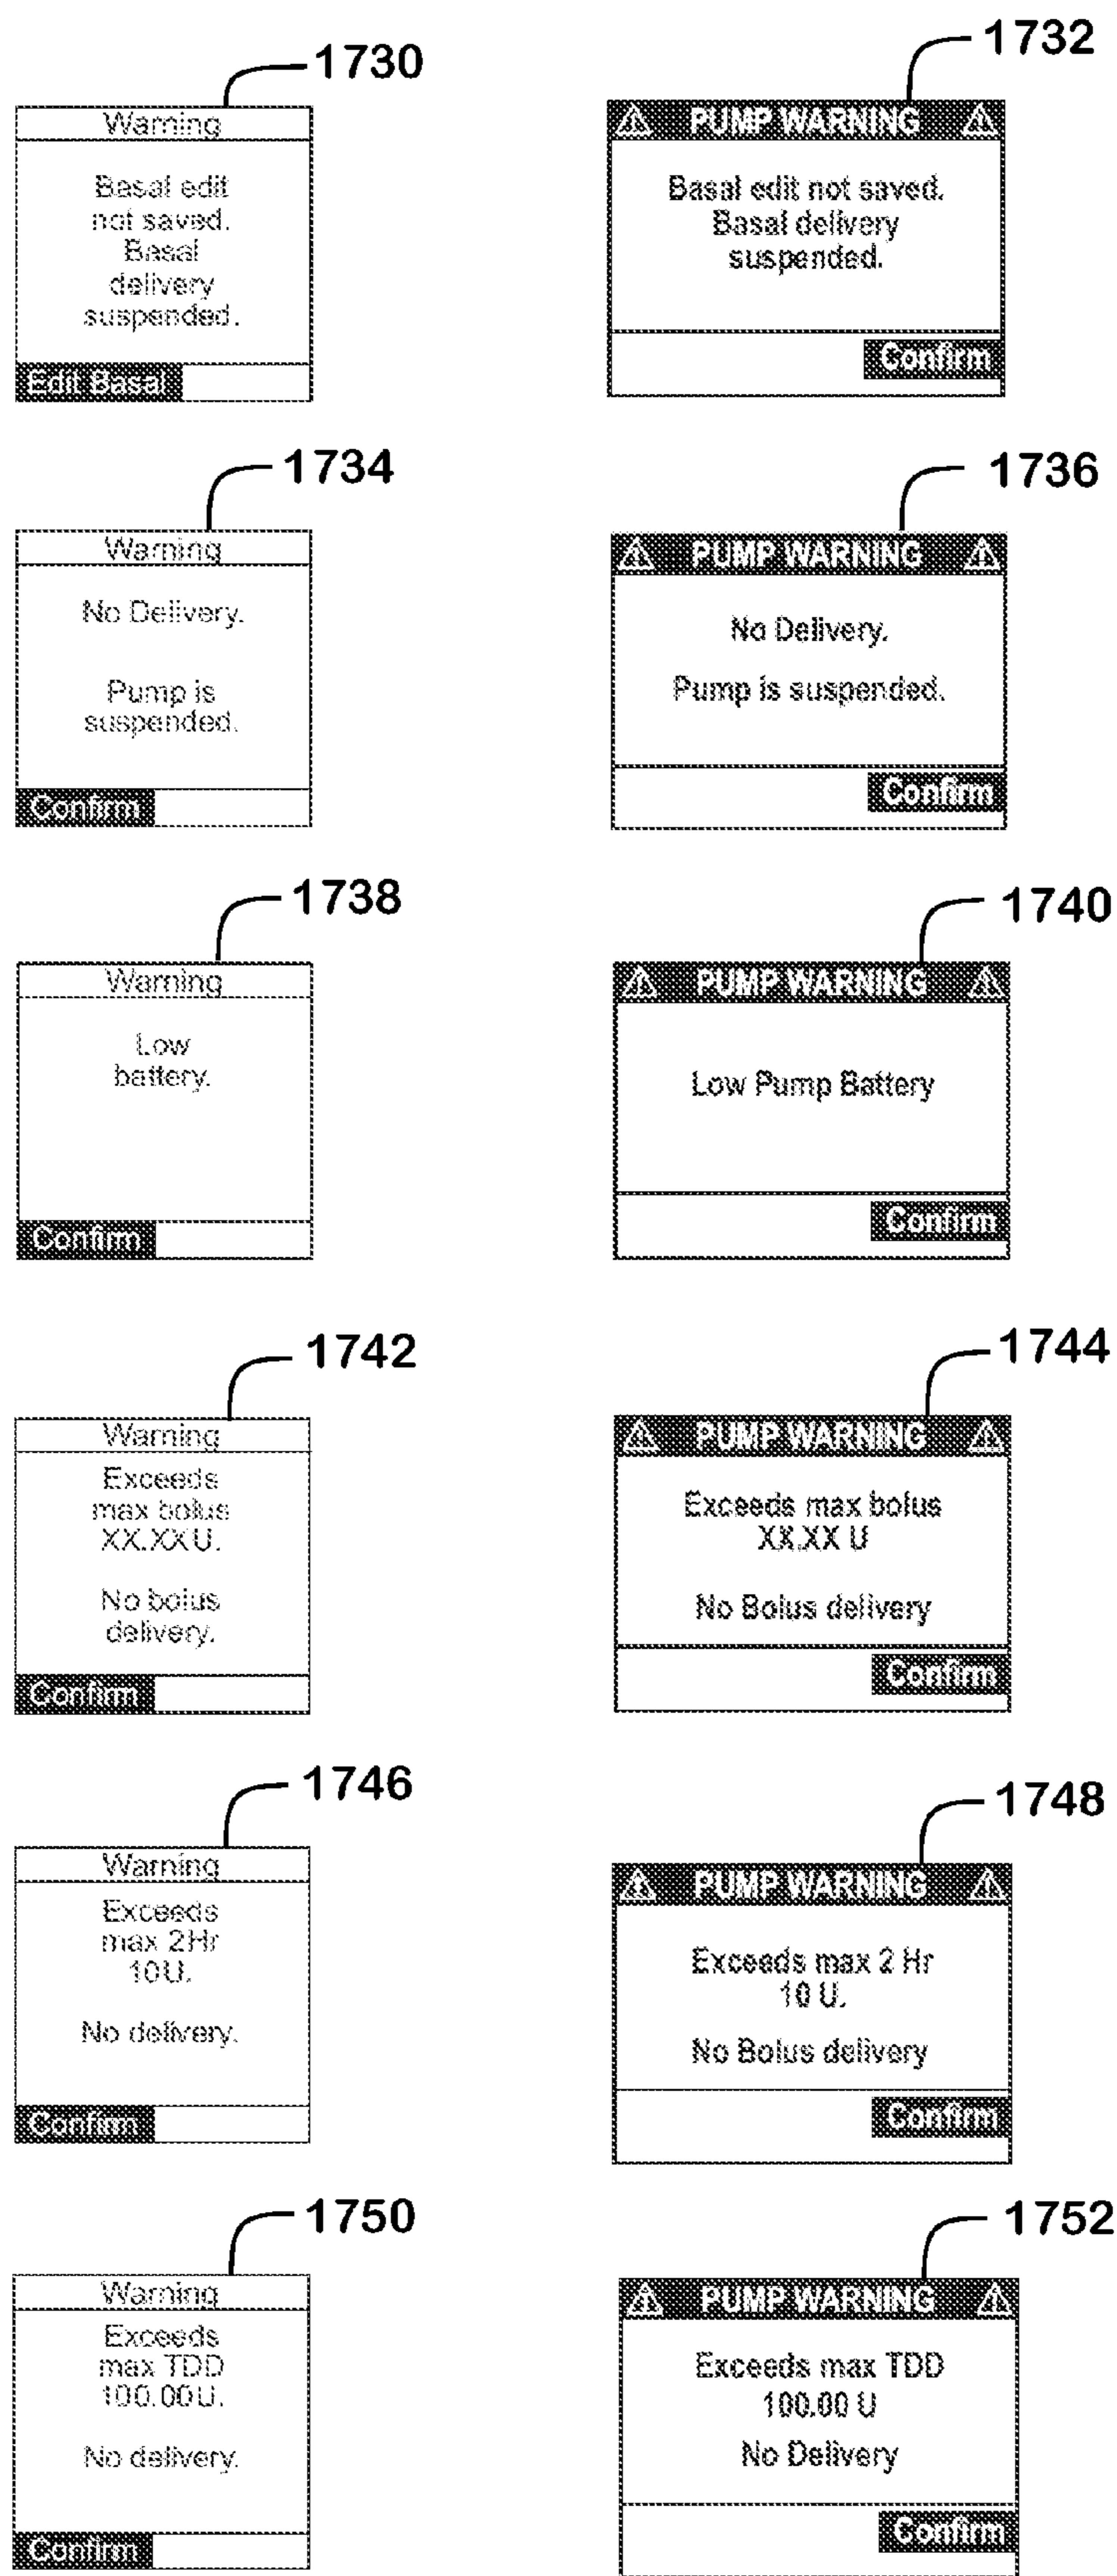 1730
Warning
Basal edit
not saved.
Basal
delivery
suspended.
Edit Basal
1732
PUMP WARNING
Basal edit not saved.
Basal delivery
suspended.
Confirm
1734
Warning
No Delivery.
Pump is
suspended.
Confirm
1736
PUMP WARNING
No Delivery.
Pump is suspended.
Confirm
1738
Warning
Low
battery.
Confirm
1740
PUMP WARNING
Low Pump Battery
Confirm
1742
Warning
Exceeds
max bolus
XX.XXU.
No bolus
delivery.
Confirm
1744
PUMP WARNING
Exceeds max bolus
XX.XX U
No Bolus delivery
Confirm
1746
Warning
Exceeds
max 2Hr
10U.
No delivery.
Confirm
1748
PUMP WARNING
Exceeds max 2 Hr
10 U.
No Bolus delivery
Confirm
1750
Warning
Exceeds
max TDD
100.00U.
No delivery.
Confirm
1752
PUMP WARNING
Exceeds max TDD
100.00 U
No Delivery
Confirm